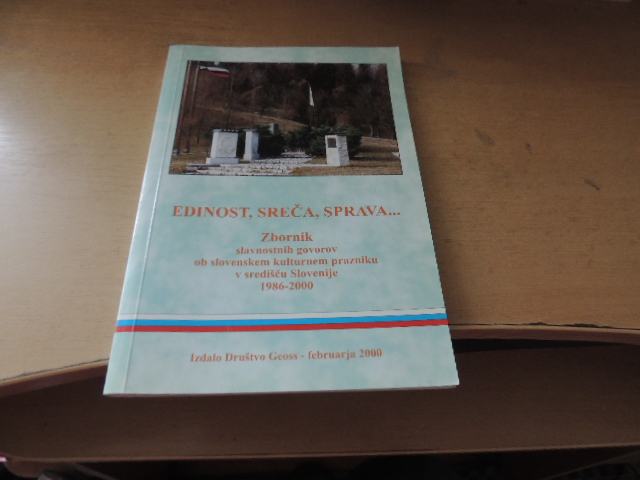 EDINOST, SREČA, SPRAVA...
Zbornik
slavnostnih govorov
ob slovenskem kulturnem prazniku
v središču Slovenije
1986-2000
Izdalo Društvo Geoss - februarja 2000